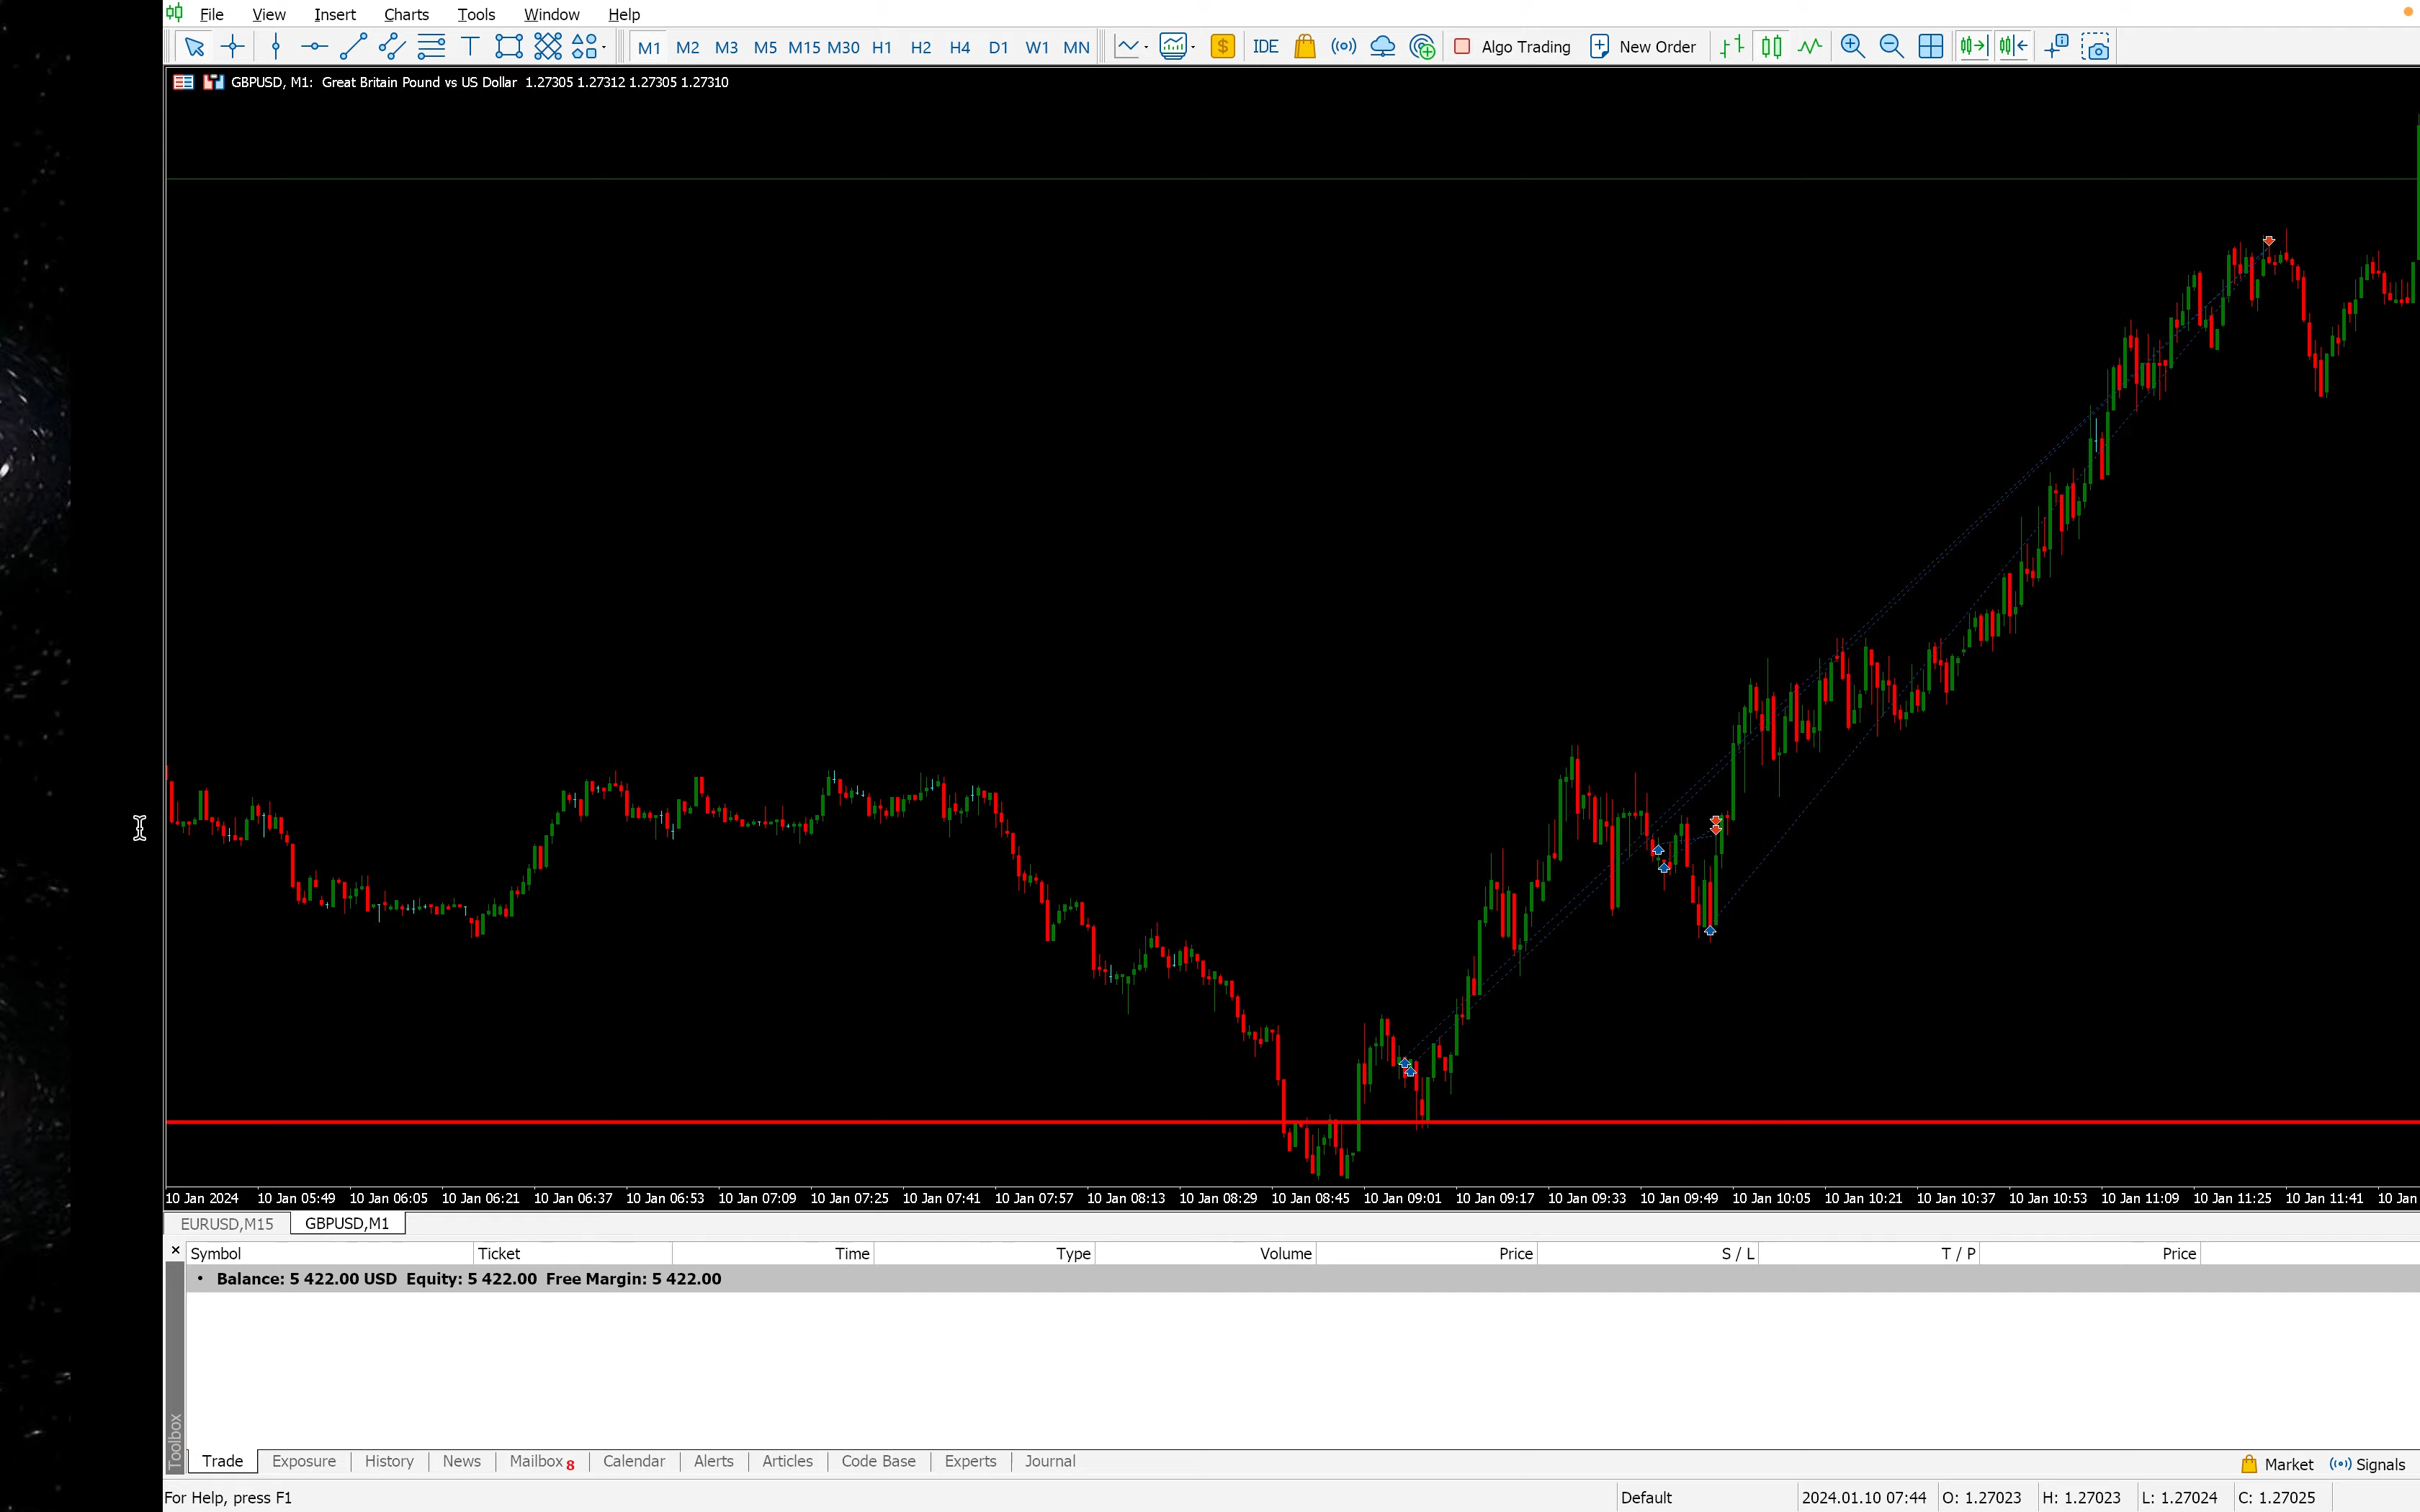 File View Insert Charts Tools Window Help
M1 M2 M3 M5 M15 M30 H1 H2 H4 D1 W1 MN IDE Algo Trading New Order
GBPUSD, M1: Great Britain Pound vs US Dollar 1.27305 1.27312 1.27305 1.27310
10 Jan 2024 10 Jan 05:49 10 Jan 06:05 10 Jan 06:21 10 Jan 06:37 10 Jan 06:53 10 Jan 07:09 10 Jan 07:25 10 Jan 07:41 10 Jan 07:57 10 Jan 08:13 10 Jan 08:29 10 Jan 08:45 10 Jan 09:01 10 Jan 09:17 10 Jan 09:33 10 Jan 09:49 10 Jan 10:05 10 Jan 10:21 10 Jan 10:37 10 Jan 10:53 10 Jan 11:09 10 Jan 11:25 10 Jan 11:41 10 Jan
EURUSD,M15 GBPUSD,M1
Symbol Ticket Time Type Volume Price S / L T / P Price
• Balance: 5 422.00 USD Equity: 5 422.00 Free Margin: 5 422.00
Toolbox
Trade Exposure History News Mailbox 8 Calendar Alerts Articles Code Base Experts Journal Market Signals
For Help, press F1 Default 2024.01.10 07:44 O: 1.27023 H: 1.27023 L: 1.27024 C: 1.27025